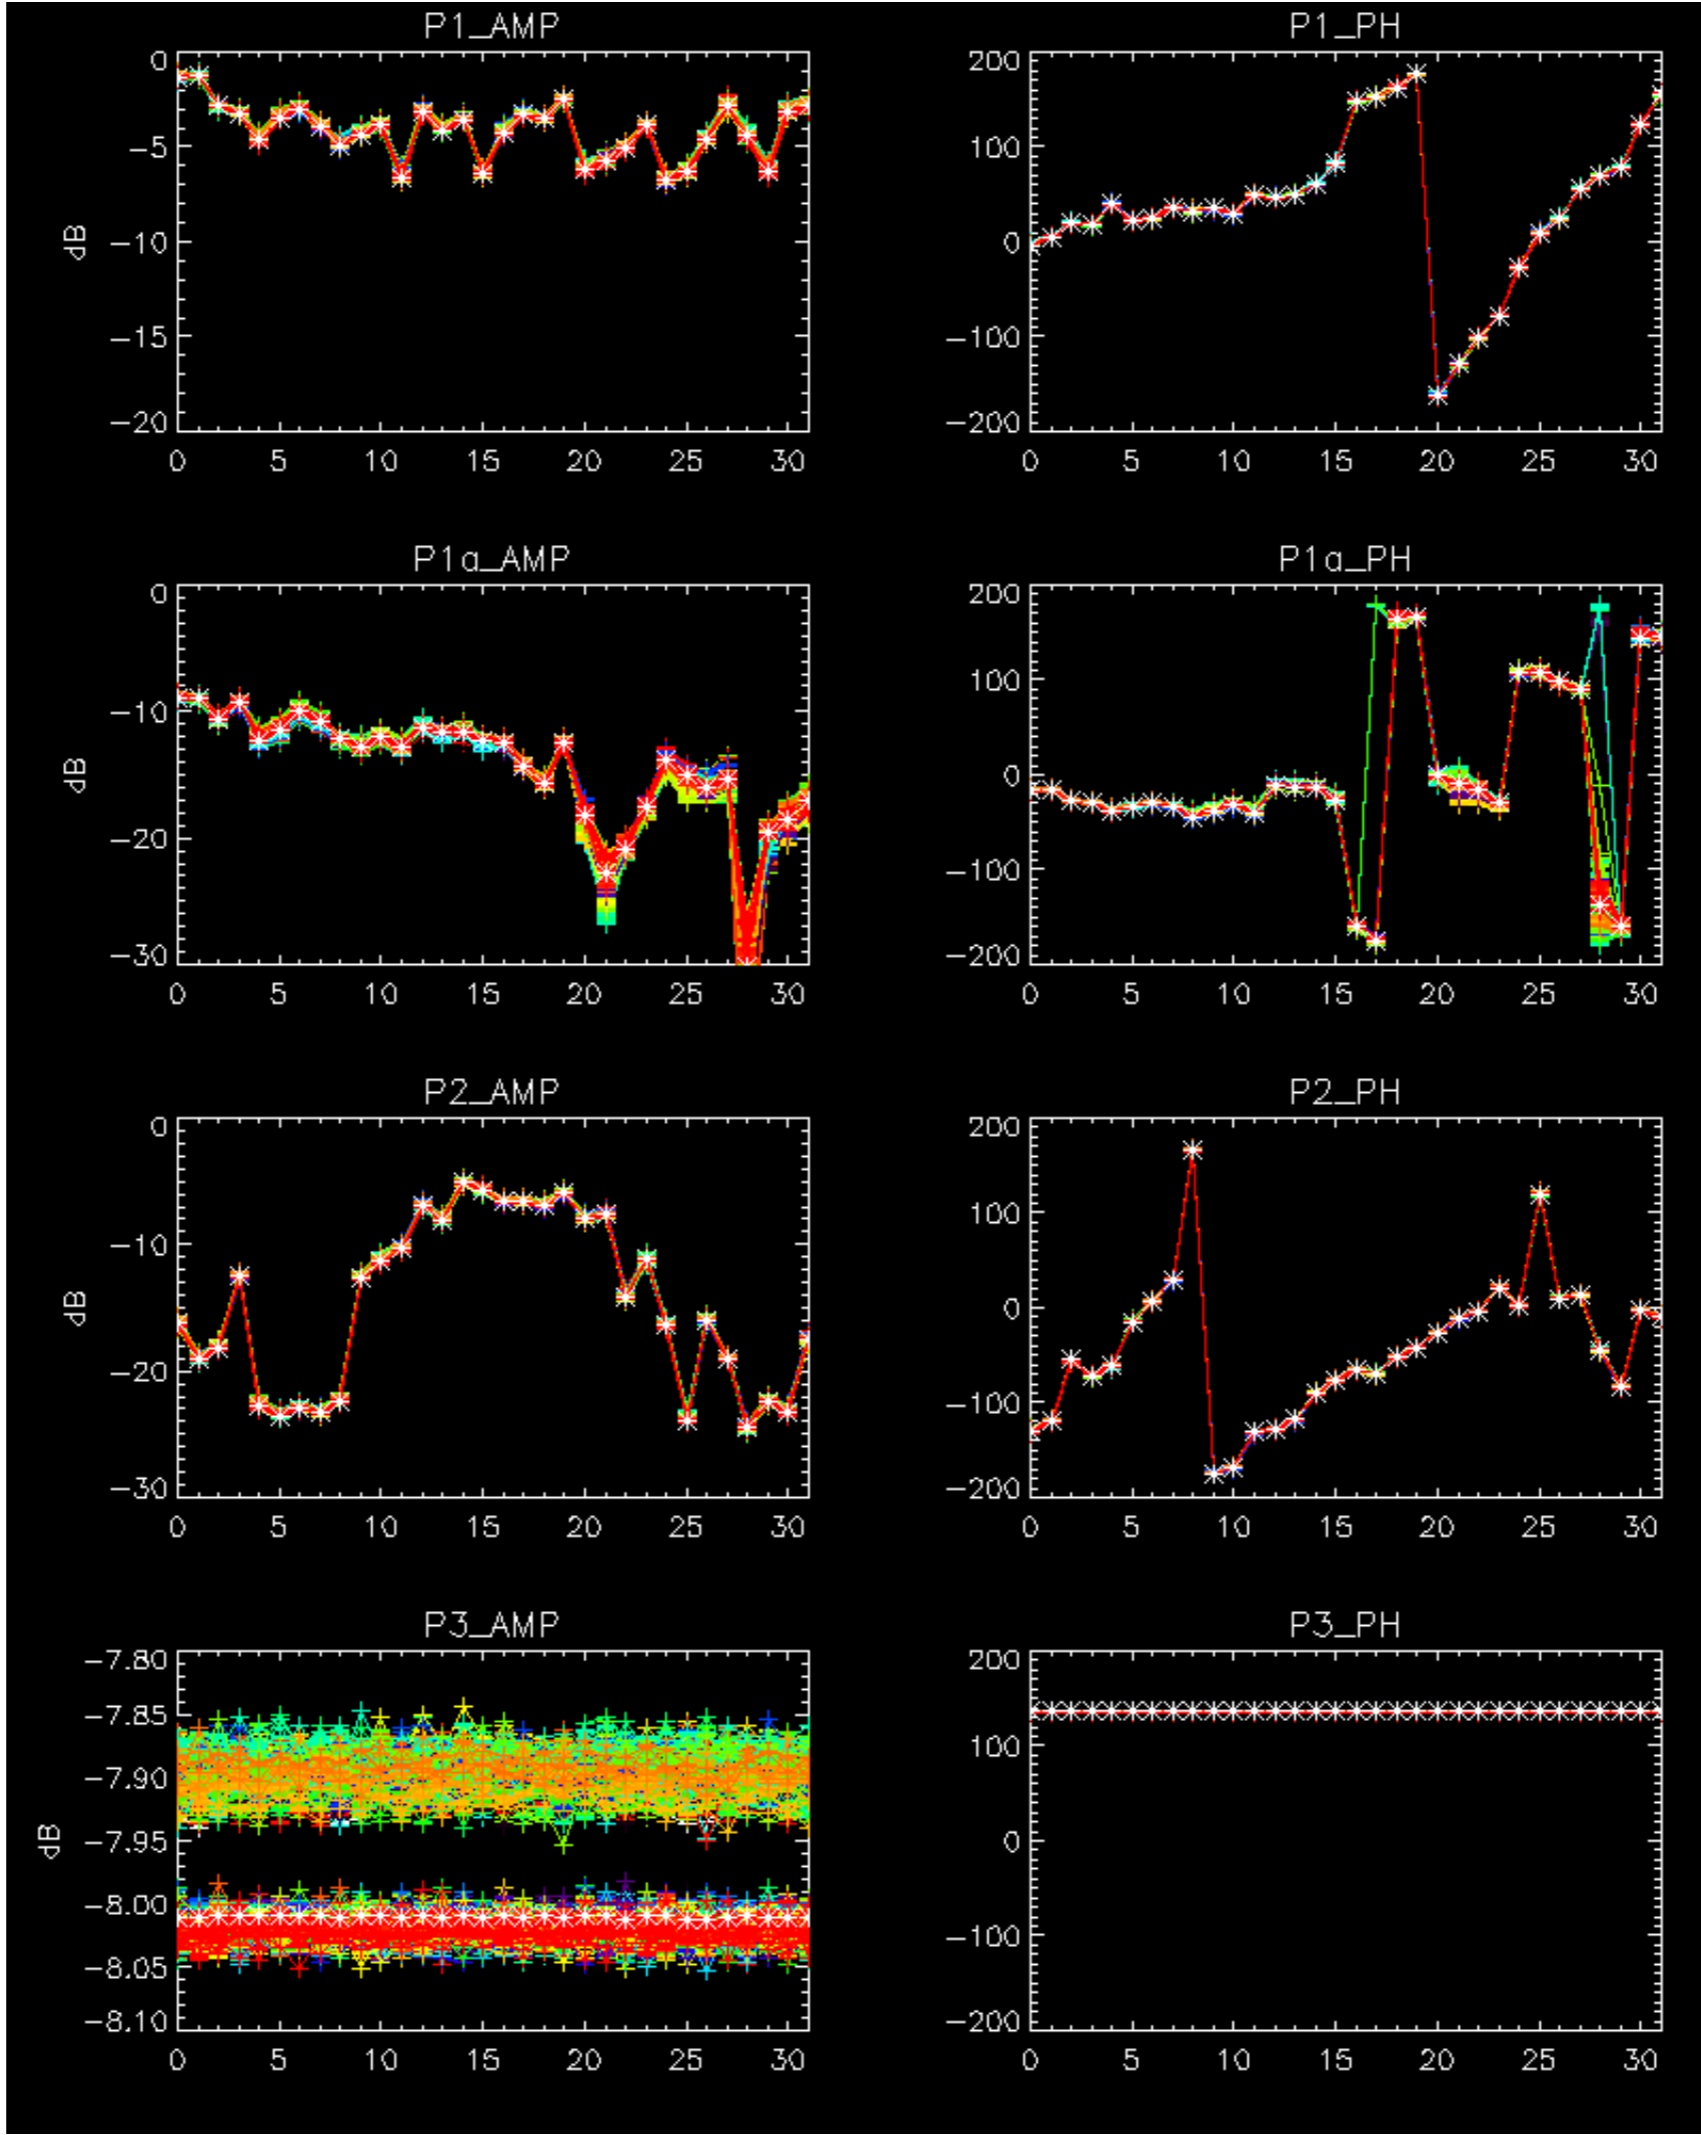 P1_AMP P1_PH
0 200
-5 100
dB -10 0
-15 -100
-20 -200
0 5 10 15 20 25 30 0 5 10 15 20 25 30
P1a_AMP P1a_PH
0 200
-10 100
dB 0
-20 -100
-30 -200
0 5 10 15 20 25 30 0 5 10 15 20 25 30
P2_AMP P2_PH
0 200
-10 100
dB 0
-20 -100
-30 -200
0 5 10 15 20 25 30 0 5 10 15 20 25 30
P3_AMP P3_PH
-7.80 200
-7.85
-7.90 100
dB -7.95 0
-8.00
-8.05 -100
-8.10 -200
0 5 10 15 20 25 30 0 5 10 15 20 25 30